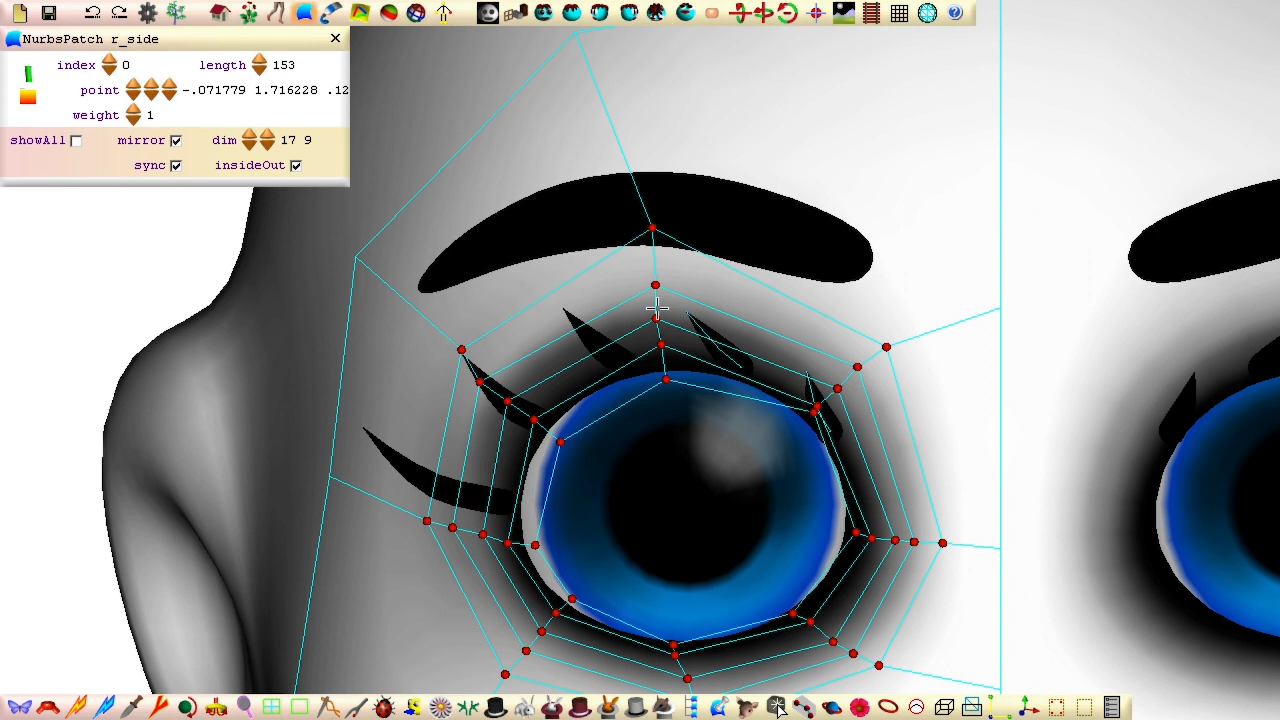 NurbsPatch r_side
index 0 length 153
point -.071779 1.716228 .12
weight 1
showAll mirror dim 17 9
sync insideOut